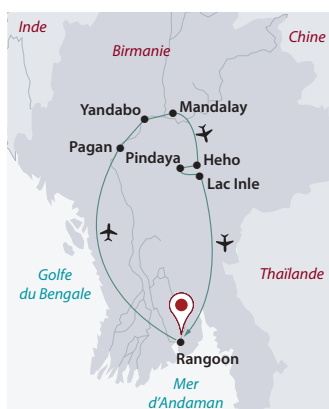 Inde
Chine
Birmanie
Yandabo
Mandalay
Pagan
Pindaya
Heho
Lac Inle
Golfe
du Bengale
Thaïlande
Rangoon
Mer
d'Andaman